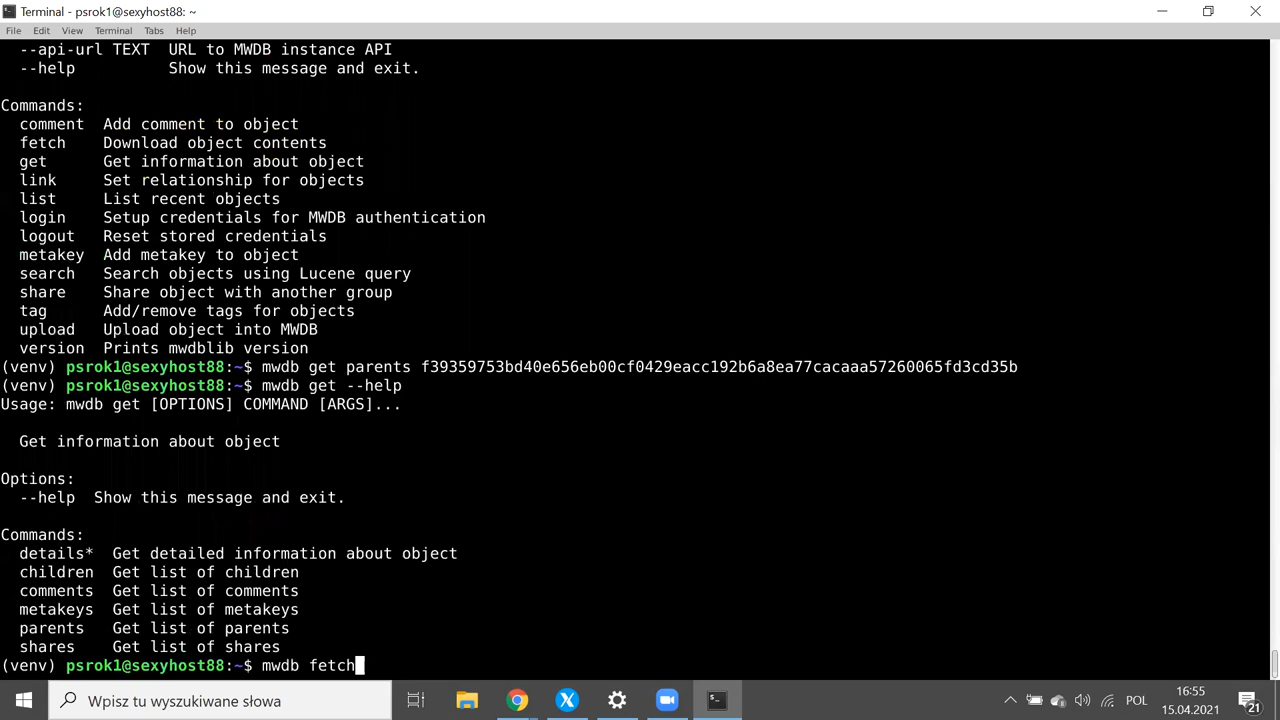 Terminal - psrok1@sexyhost88: ~
File Edit View Terminal Tabs Help
--api-url TEXT  URL to MWDB instance API
--help          Show this message and exit.
Commands:
comment  Add comment to object
fetch    Download object contents
get      Get information about object
link     Set relationship for objects
list     List recent objects
login    Setup credentials for MWDB authentication
logout   Reset stored credentials
metakey  Add metakey to object
search   Search objects using Lucene query
share    Share object with another group
tag      Add/remove tags for objects
upload   Upload object into MWDB
version  Prints mwdblib version
(venv) psrok1@sexyhost88:~$ mwdb get parents f39359753bd40e656eb00cf0429eacc192b6a8ea77cacaaa57260065fd3cd35b
(venv) psrok1@sexyhost88:~$ mwdb get --help
Usage: mwdb get [OPTIONS] COMMAND [ARGS]...
Get information about object
Options:
--help  Show this message and exit.
Commands:
details*  Get detailed information about object
children  Get list of children
comments  Get list of comments
metakeys  Get list of metakeys
parents   Get list of parents
shares    Get list of shares
(venv) psrok1@sexyhost88:~$ mwdb fetch
Wpisz tu wyszukiwane słowa
POL
16:55
15.04.2021
21